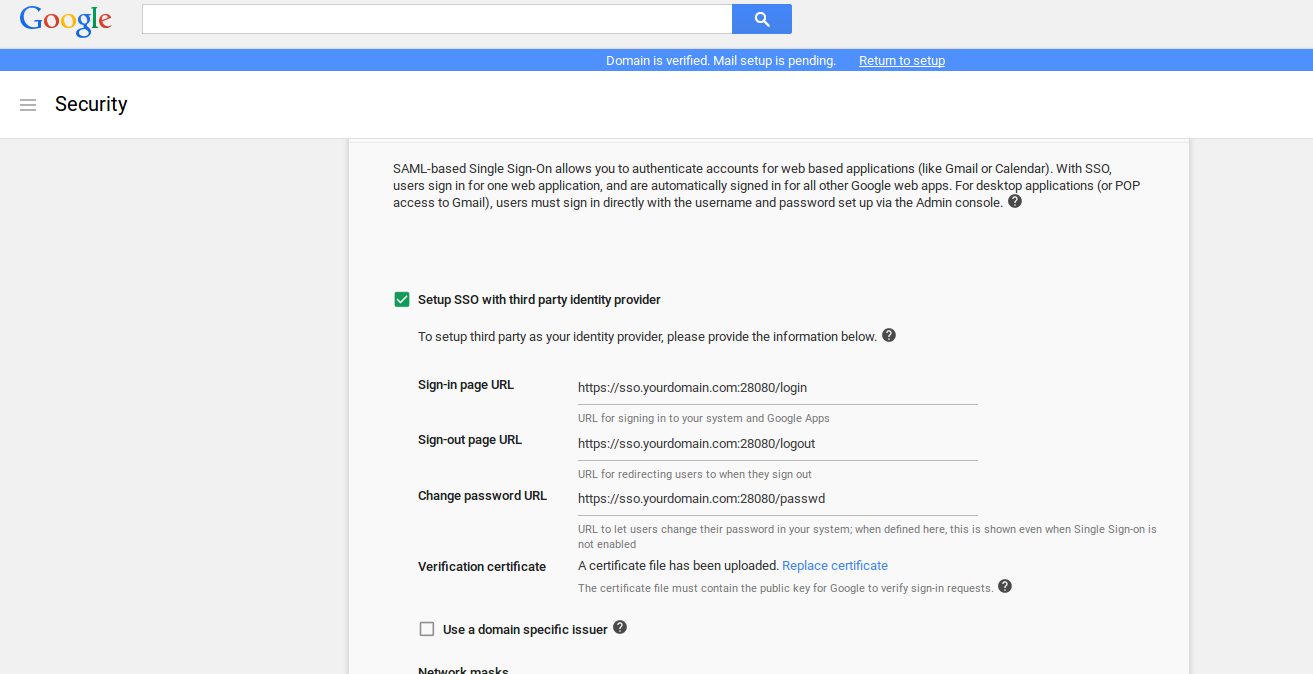 Google
Domain is verified. Mail setup is pending. Return to setup
Security
SAML-based Single Sign-On allows you to authenticate accounts for web based applications (like Gmail or Calendar). With SSO,
users sign in for one web application, and are automatically signed in for all other Google web apps. For desktop applications (or POP
access to Gmail), users must sign in directly with the username and password set up via the Admin console. ?
Setup SSO with third party identity provider
To setup third party as your identity provider, please provide the information below. ?
Sign-in page URL
https://sso.yourdomain.com:28080/login
URL for signing in to your system and Google Apps
Sign-out page URL
https://sso.yourdomain.com:28080/logout
URL for redirecting users to when they sign out
Change password URL
https://sso.yourdomain.com:28080/passwd
URL to let users change their password in your system; when defined here, this is shown even when Single Sign-on is
not enabled
Verification certificate
A certificate file has been uploaded. Replace certificate
The certificate file must contain the public key for Google to verify sign-in requests. ?
Use a domain specific issuer ?
Network masks